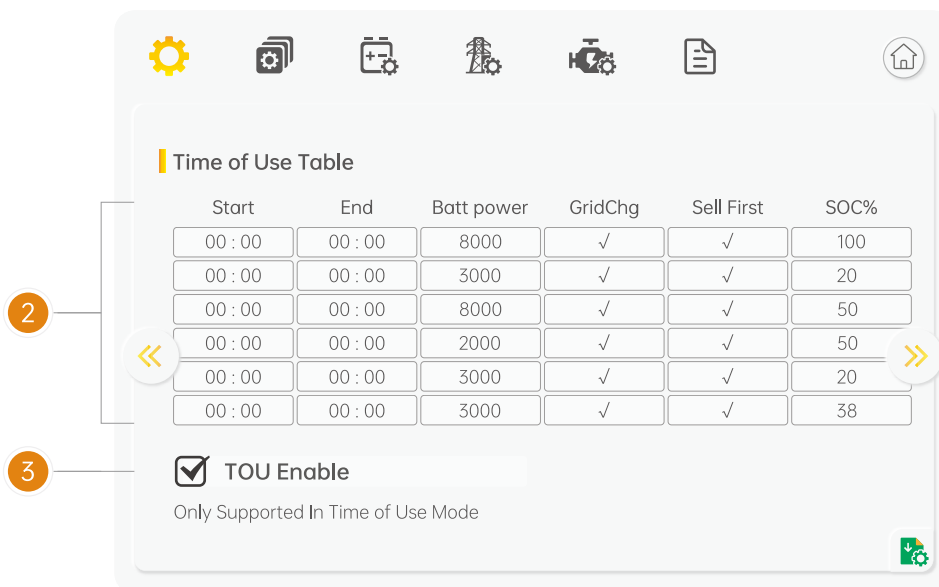 Time of Use Table
Start End Batt power GridChg Sell First SOC%
00 : 00 00 : 00 8000 √ √ 100
00 : 00 00 : 00 3000 √ √ 20
00 : 00 00 : 00 8000 √ √ 50
2
00 : 00 00 : 00 2000 √ √ 50
00 : 00 00 : 00 3000 √ √ 20
00 : 00 00 : 00 3000 √ √ 38
3
TOU Enable
Only Supported In Time of Use Mode